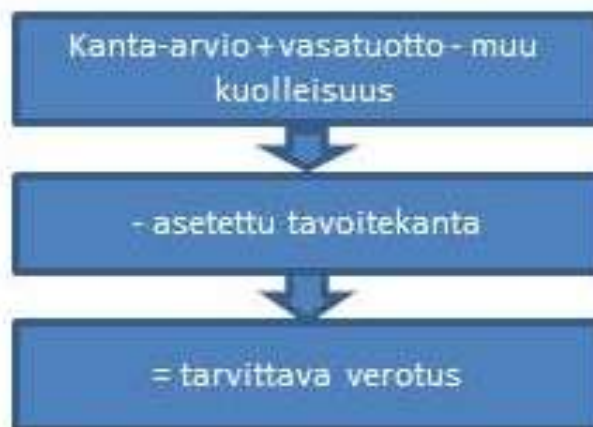 Kanta-arvio + vasatuotto - muu
kuolleisuus
- asetettu tavoitekanta
= tarvittava verotus